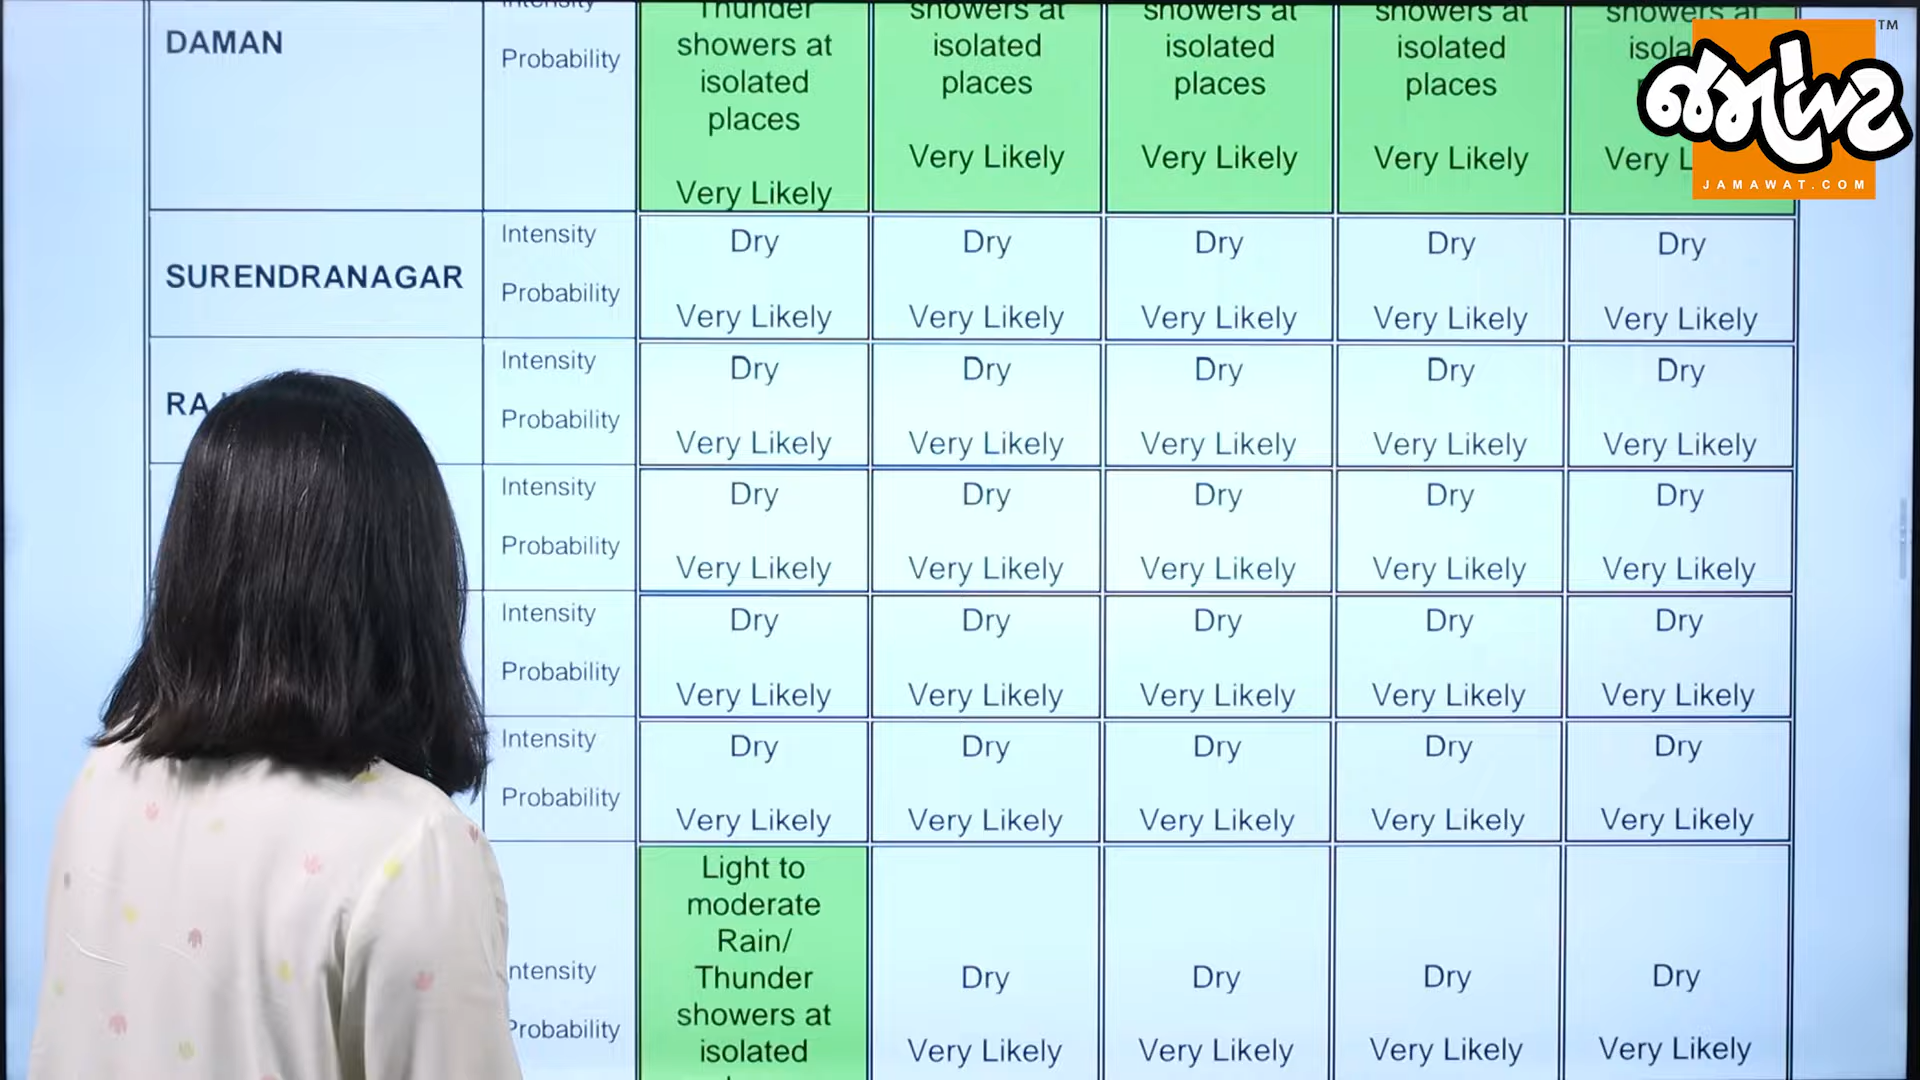 Intensity
Thunder
showers at
showers at
showers at
showers at
DAMAN
Probability
showers at
isolated
places
Very Likely
isolated
places
Very Likely
isolated
places
Very Likely
isolated
places
Very Likely
TM
જમાવટ
JAMAWAT.COM
SURENDRANAGAR
Intensity
Probability
Dry
Very Likely
Dry
Very Likely
Dry
Very Likely
Dry
Very Likely
Dry
Very Likely
Intensity
Probability
Dry
Very Likely
Dry
Very Likely
Dry
Very Likely
Dry
Very Likely
Dry
Very Likely
Intensity
Probability
Dry
Very Likely
Dry
Very Likely
Dry
Very Likely
Dry
Very Likely
Dry
Very Likely
Intensity
Probability
Dry
Very Likely
Dry
Very Likely
Dry
Very Likely
Dry
Very Likely
Dry
Very Likely
Intensity
Probability
Dry
Very Likely
Dry
Very Likely
Dry
Very Likely
Dry
Very Likely
Dry
Very Likely
ntensity
Probability
Light to
moderate
Rain/
Thunder
showers at
isolated
Dry
Very Likely
Dry
Very Likely
Dry
Very Likely
Dry
Very Likely